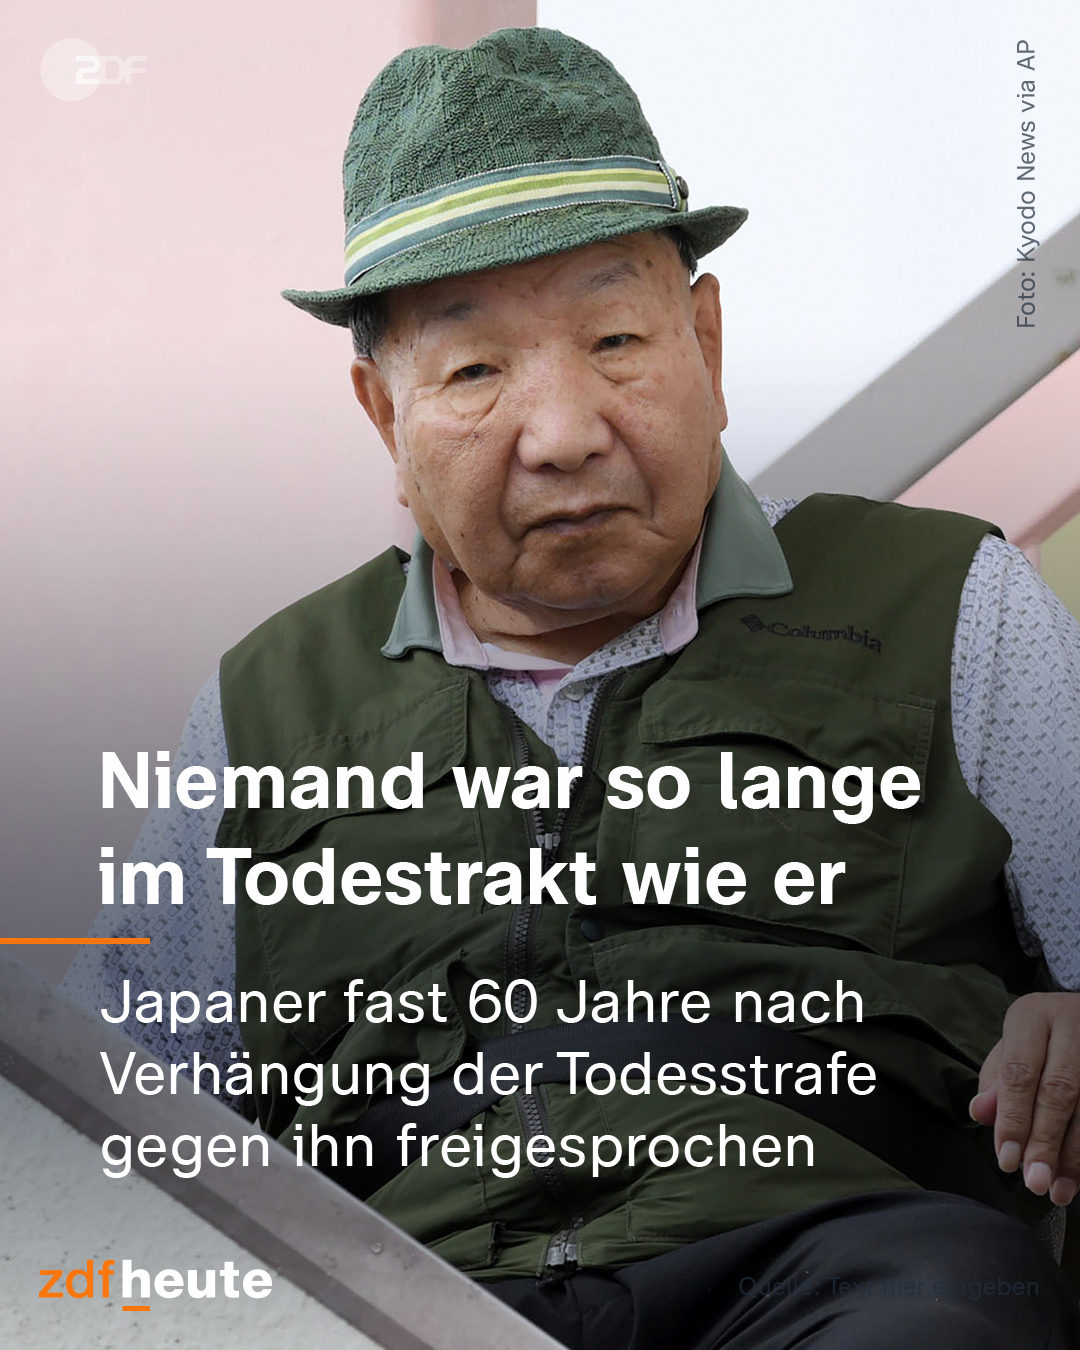 ZDF
Foto: Kyodo News via AP
Columbia
Niemand war so lange
im Todestrakt wie er
Japaner fast 60 Jahre nach
Verhängung der Todesstrafe
gegen ihn freigesprochen
zdfheute
Quelle: Text hier eingeben